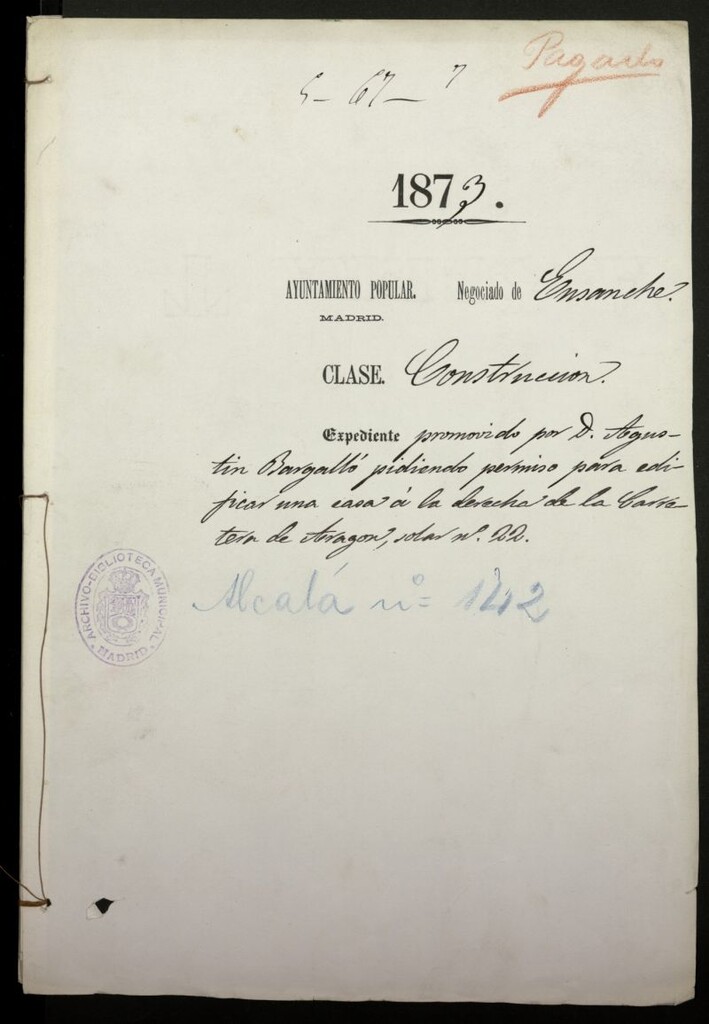 Pagado
5-67-7
1873.
AYUNTAMIENTO POPULAR. Negociado de Ensanche.
MADRID.
CLASE. Construccion.
Expediente promovido por D. Agus-
tin Bargalló pidiendo permiso para edi-
ficar una casa á la derecha de la Carre-
tera de Aragon, solar nº. 22.
Alcalá nº 142
ARCHIVO-BIBLIOTECA MUNICIPAL
MADRID